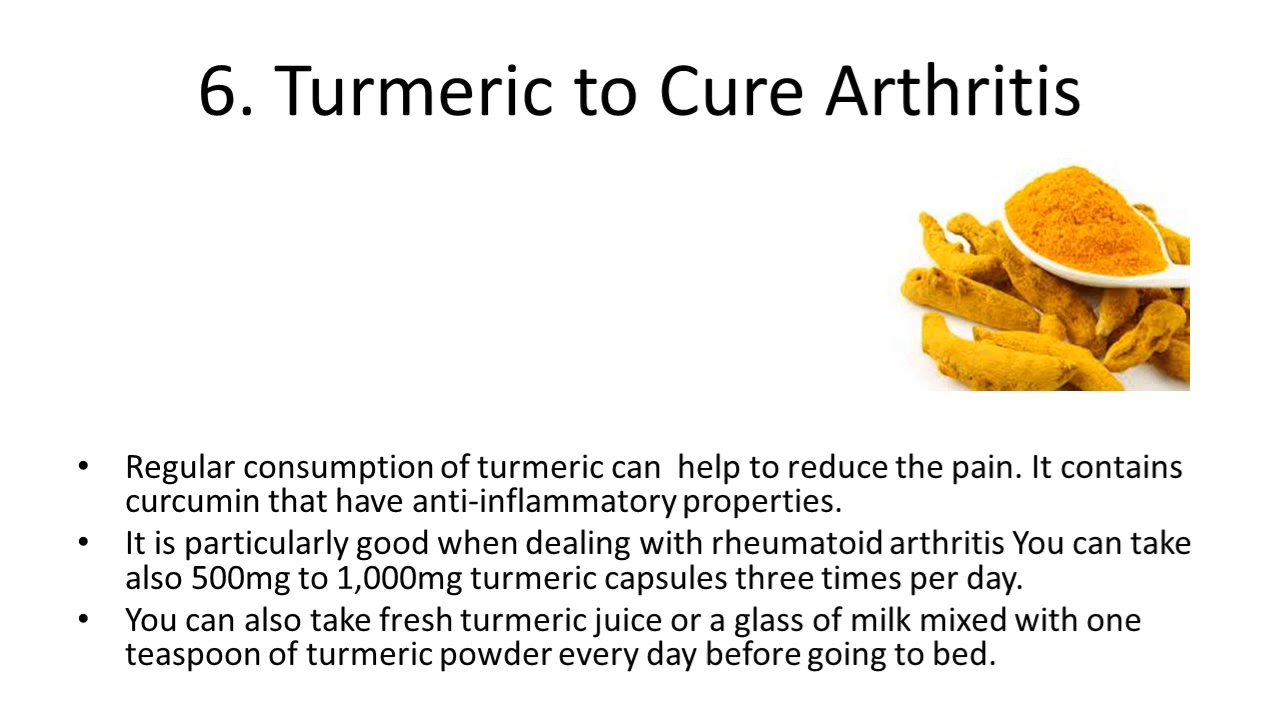 6. Turmeric to Cure Arthritis
• Regular consumption of turmeric can  help to reduce the pain. It contains
curcumin that have anti-inflammatory properties.
• It is particularly good when dealing with rheumatoid arthritis You can take
also 500mg to 1,000mg turmeric capsules three times per day.
• You can also take fresh turmeric juice or a glass of milk mixed with one
teaspoon of turmeric powder every day before going to bed.